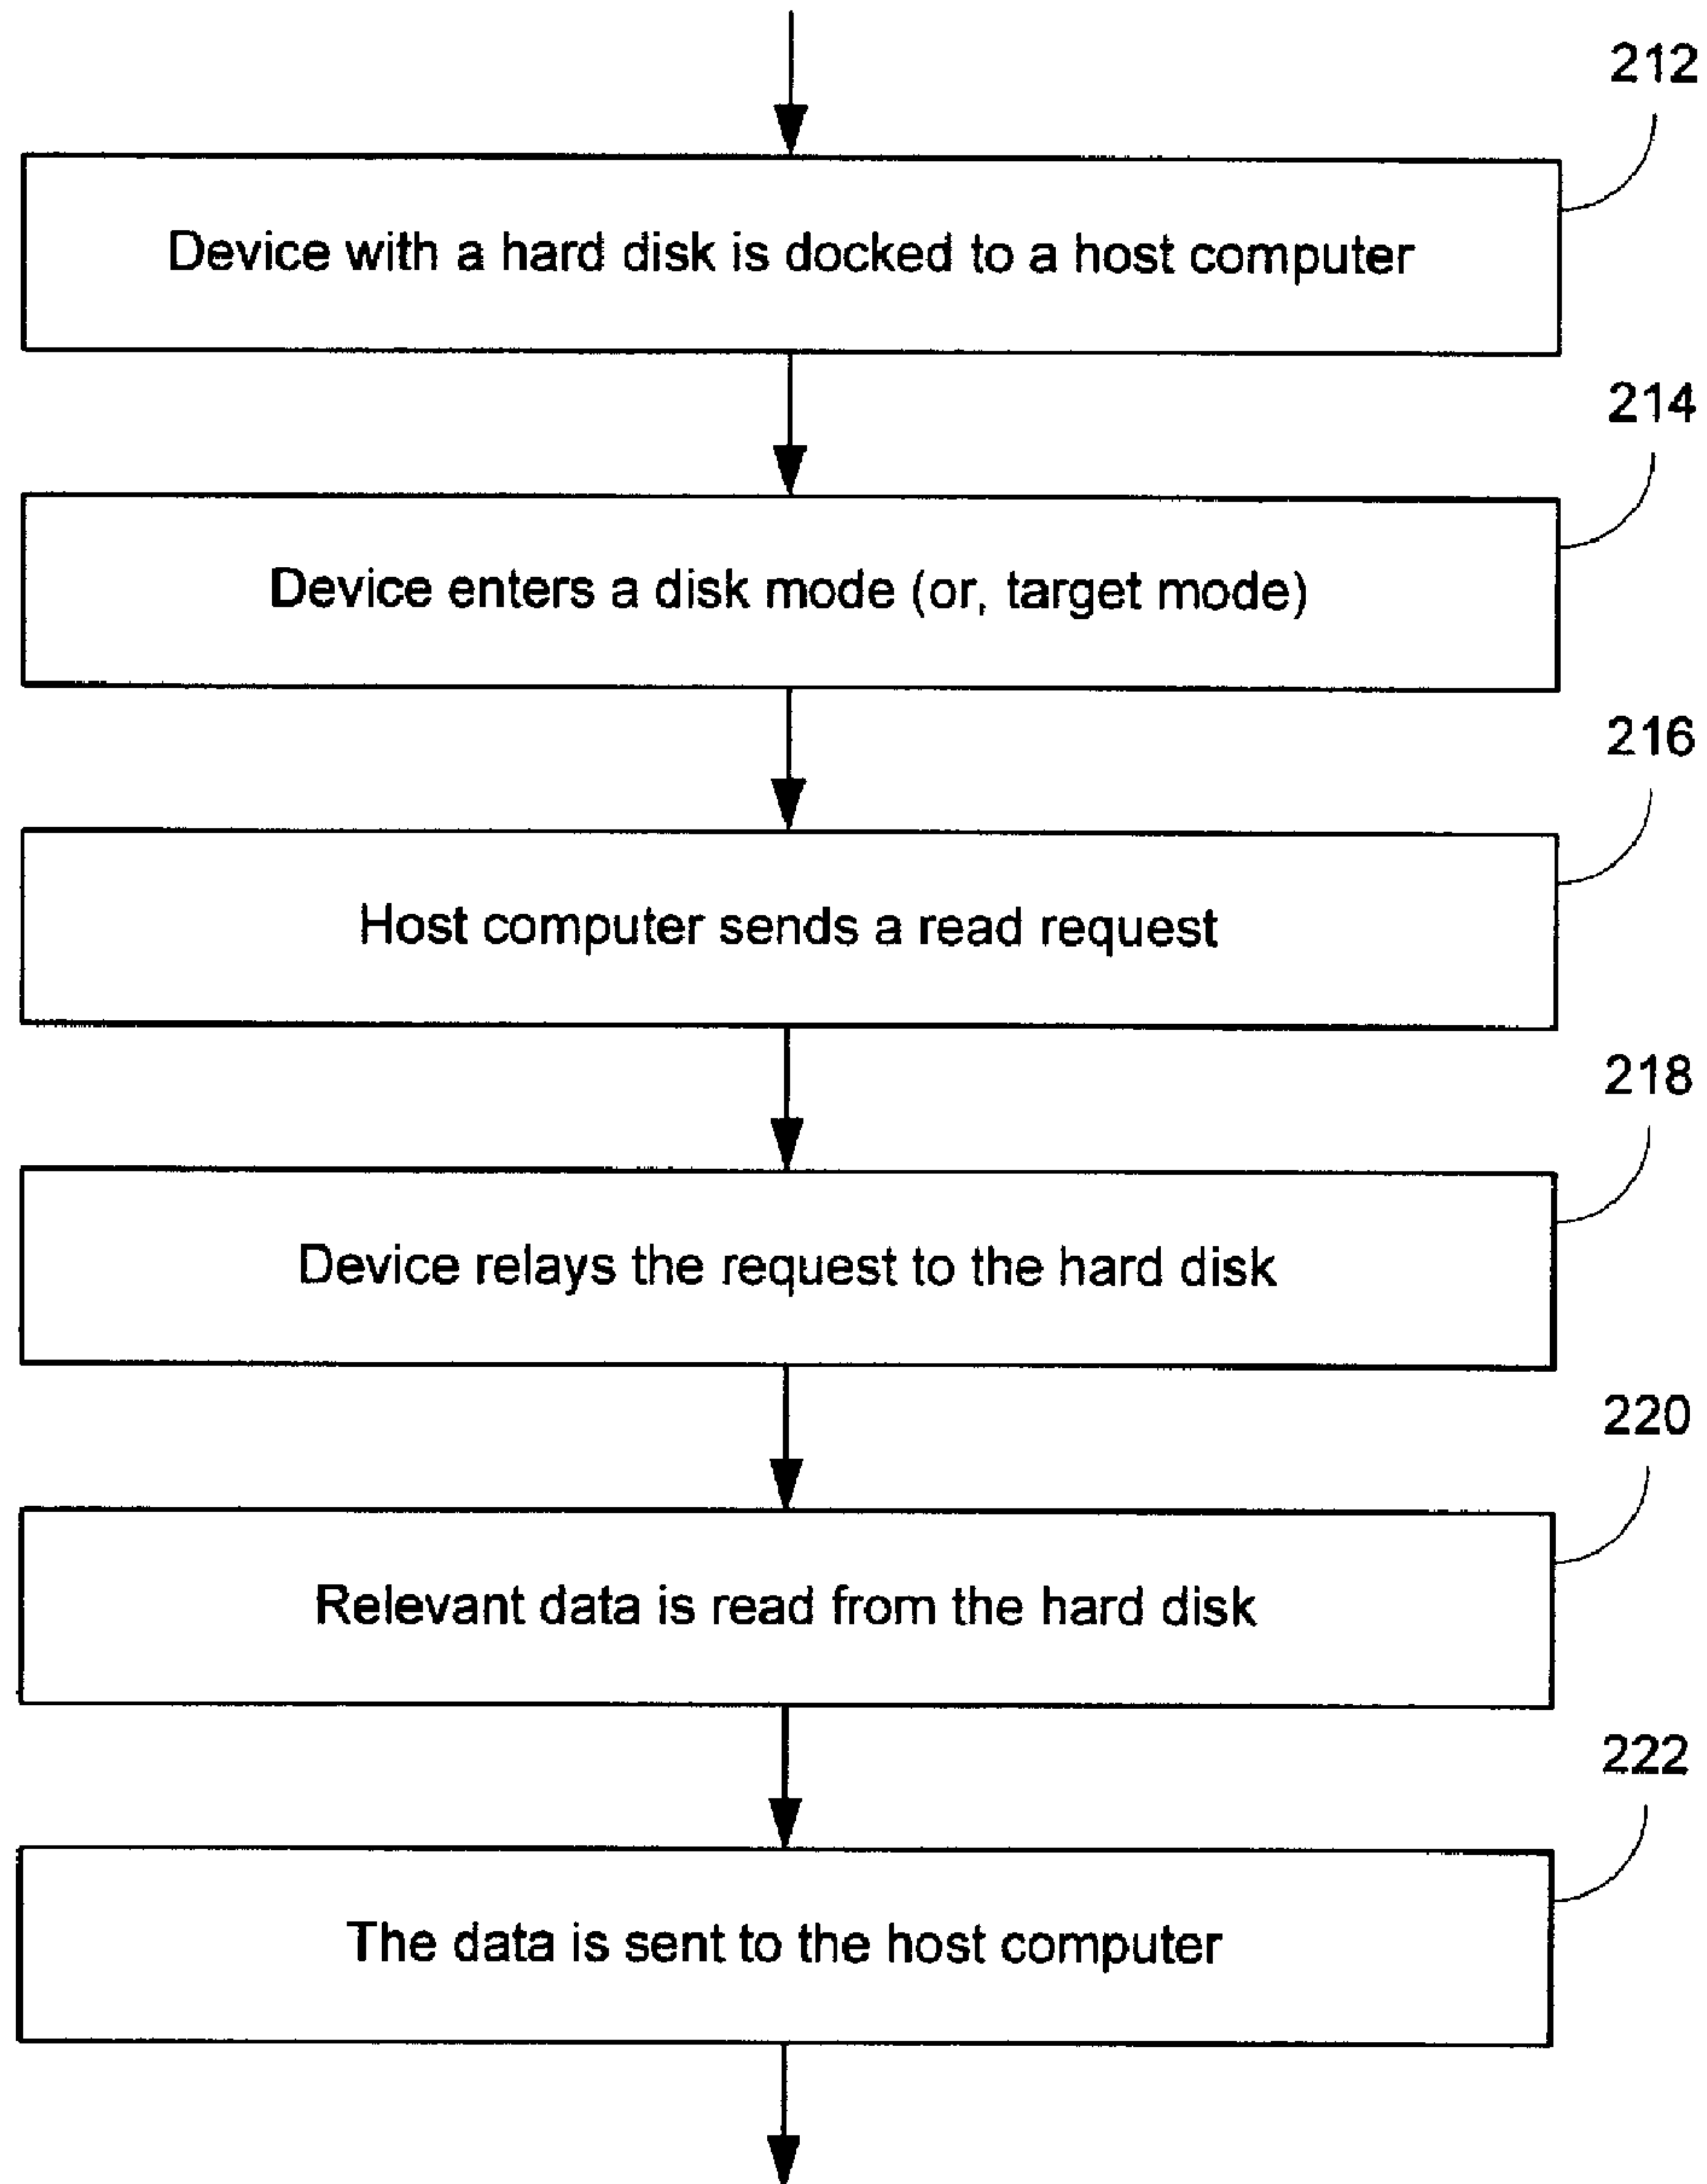 212
Device with a hard disk is docked to a host computer
214
Device enters a disk mode (or, target mode)
216
Host computer sends a read request
218
Device relays the request to the hard disk
220
Relevant data is read from the hard disk
222
The data is sent to the host computer